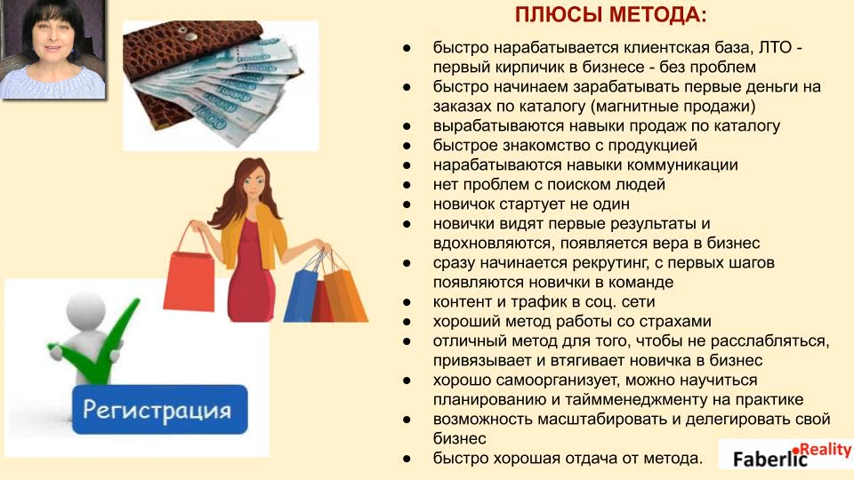 ПЛЮСЫ МЕТОДА:
● быстро нарабатывается клиентская база, ЛТО -
первый кирпичик в бизнесе - без проблем
● быстро начинаем зарабатывать первые деньги на
заказах по каталогу (магнитные продажи)
● вырабатываются навыки продаж по каталогу
● быстрое знакомство с продукцией
● нарабатываются навыки коммуникации
● нет проблем с поиском людей
● новичок стартует не один
● новички видят первые результаты и
вдохновляются, появляется вера в бизнес
● сразу начинается рекрутинг, с первых шагов
появляются новички в команде
● контент и трафик в соц. сети
● хороший метод работы со страхами
● отличный метод для того, чтобы не расслабляться,
привязывает и втягивает новичка в бизнес
● хорошо самоорганизует, можно научиться
планированию и таймменеджменту на практике
● возможность масштабировать и делегировать свой
бизнес
● быстро хорошая отдача от метода.
1000
Регистрация
Faberlic Reality